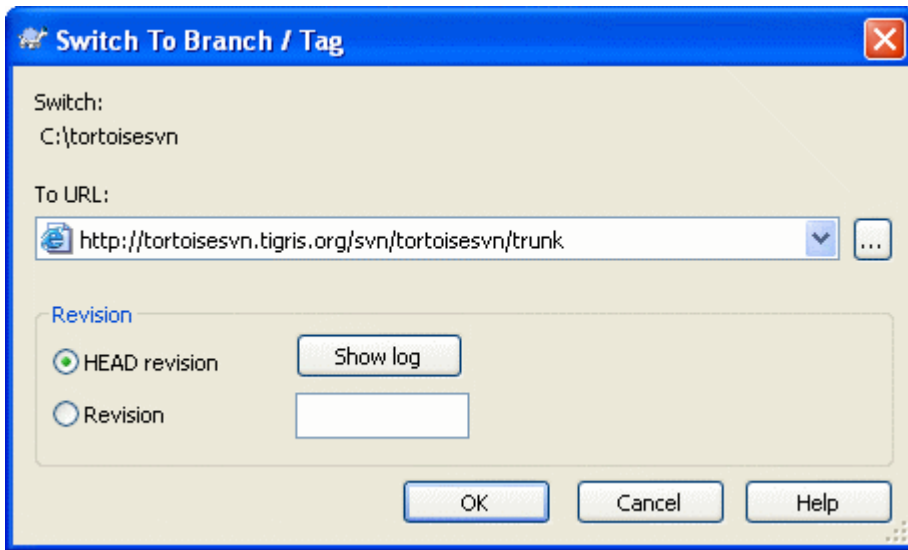 Switch To Branch / Tag
Switch:
C:\tortoisesvn
To URL:
http://tortoisesvn.tigris.org/svn/tortoisesvn/trunk
...
Revision
HEAD revision
Show log
Revision
OK
Cancel
Help